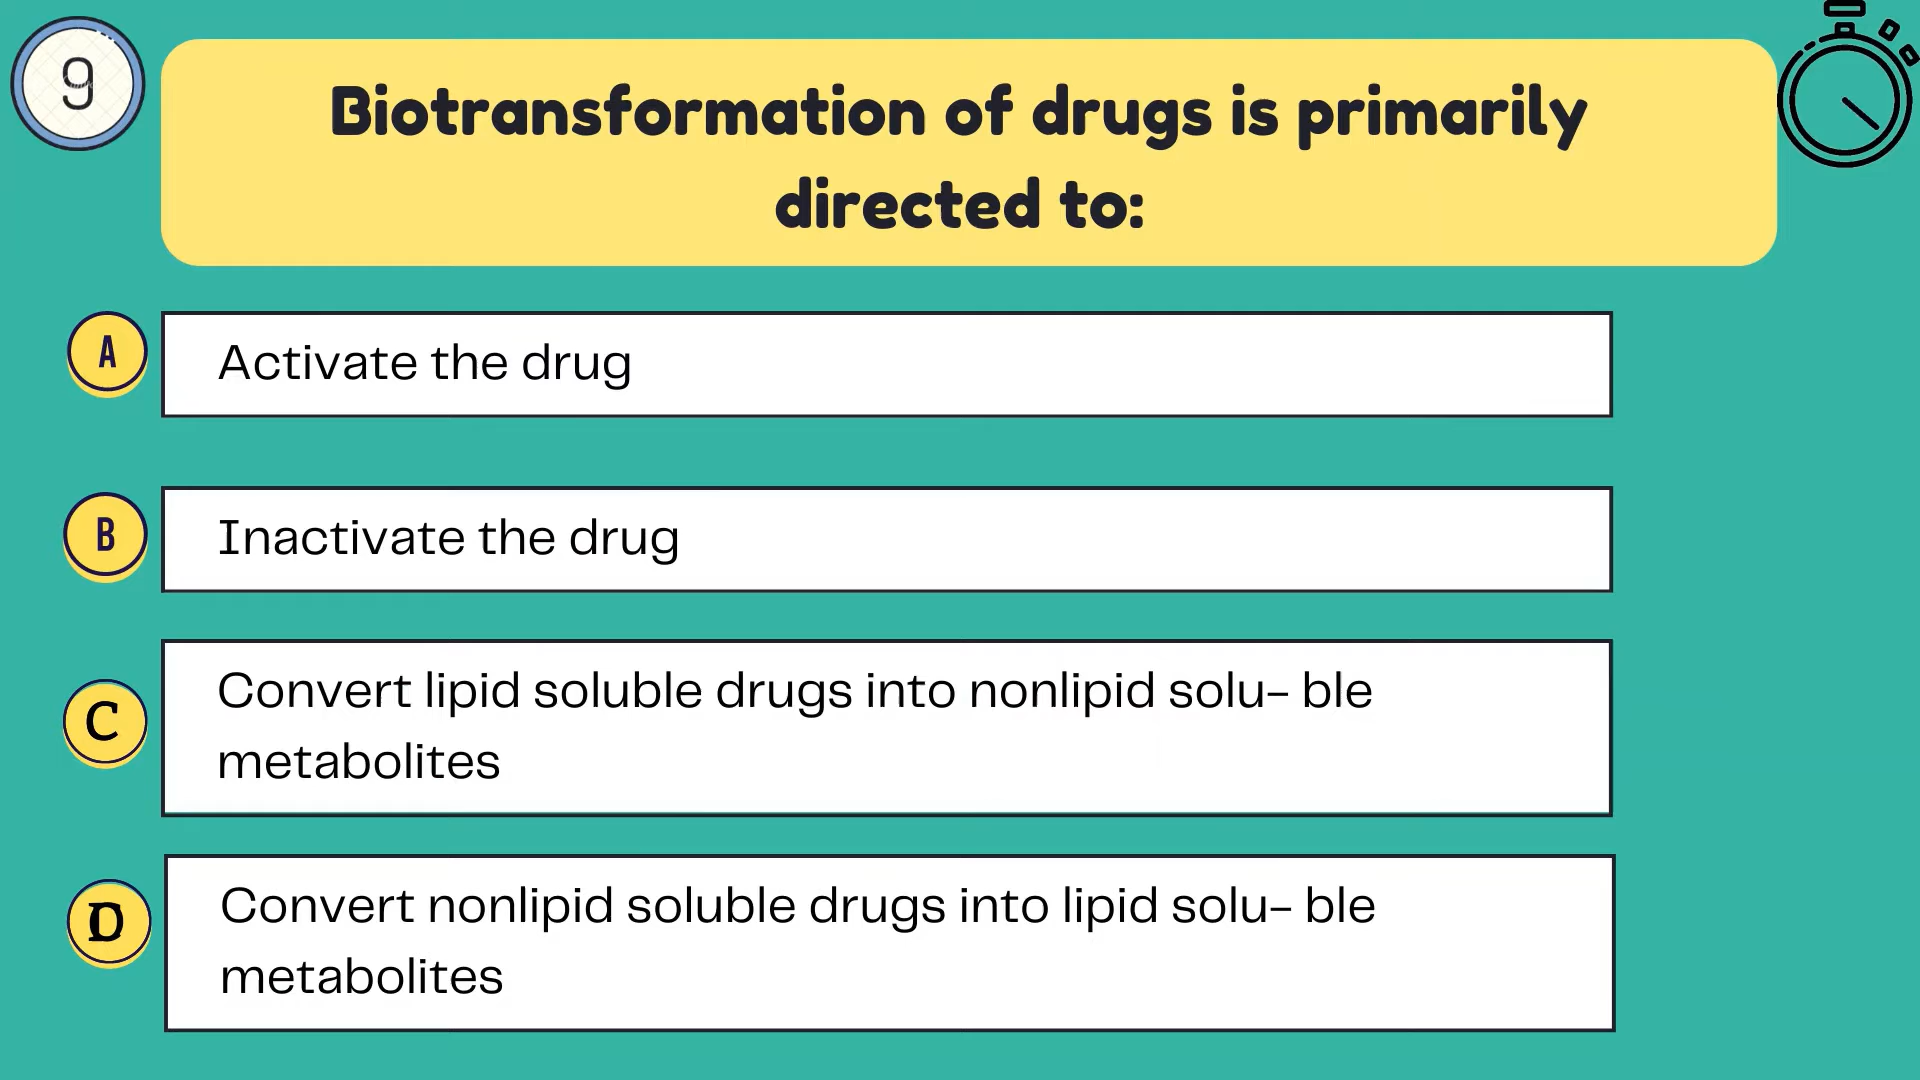 9
Biotransformation of drugs is primarily
directed to:
A
Activate the drug
B
Inactivate the drug
C
Convert lipid soluble drugs into nonlipid solu- ble
metabolites
D
Convert nonlipid soluble drugs into lipid solu- ble
metabolites